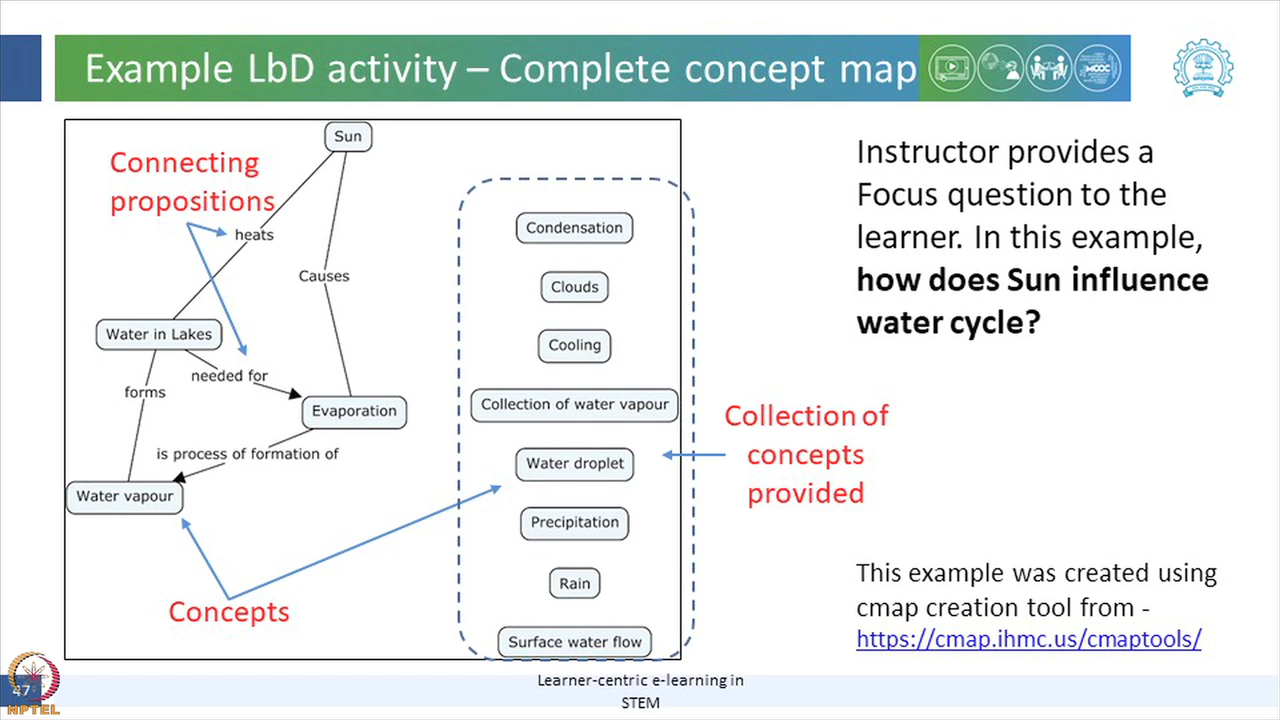 Example LbD activity – Complete concept map
MOOC
Sun
Connecting
propositions
heats
Causes
Water in Lakes
needed for
forms
Evaporation
is process of formation of
Water vapour
Concepts
Condensation
Clouds
Cooling
Collection of water vapour
Water droplet
Precipitation
Rain
Surface water flow
Collection of
concepts
provided
Instructor provides a
Focus question to the
learner. In this example,
how does Sun influence
water cycle?
This example was created using
cmap creation tool from -
https://cmap.ihmc.us/cmaptools/
47
NPTEL
Learner-centric e-learning in
STEM